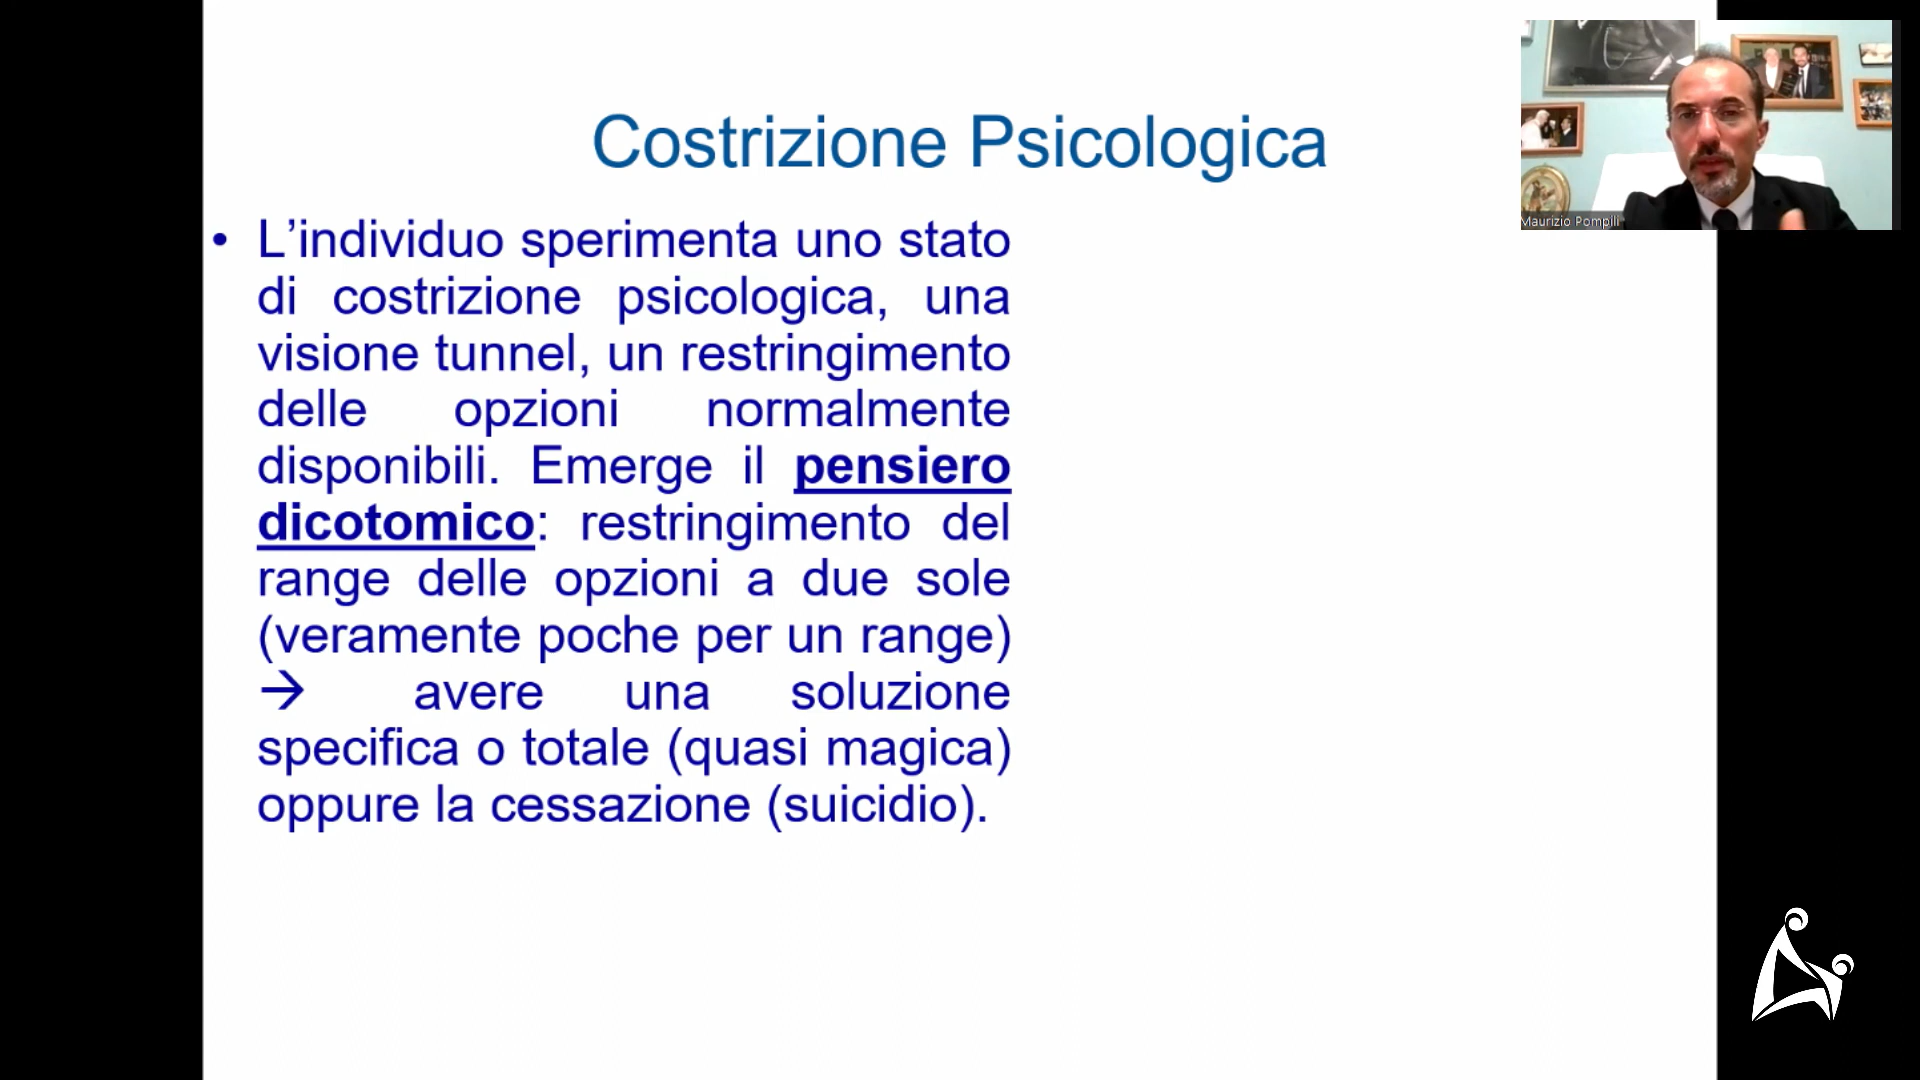 Costrizione Psicologica
• L’individuo sperimenta uno stato
di costrizione psicologica, una
visione tunnel, un restringimento
delle opzioni normalmente
disponibili. Emerge il pensiero
dicotomico: restringimento del
range delle opzioni a due sole
(veramente poche per un range)
→ avere una soluzione
specifica o totale (quasi magica)
oppure la cessazione (suicidio).
Maurizio Pompili